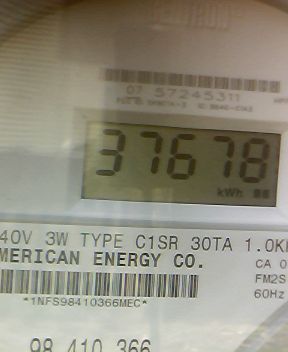 07 57245311
37678
kWh
40V 3W TYPE C1SR 30TA 1.0K
MERICAN ENERGY CO.
CA 0
FM2S
*1NFS98410366MEC*
60Hz
98 410 366